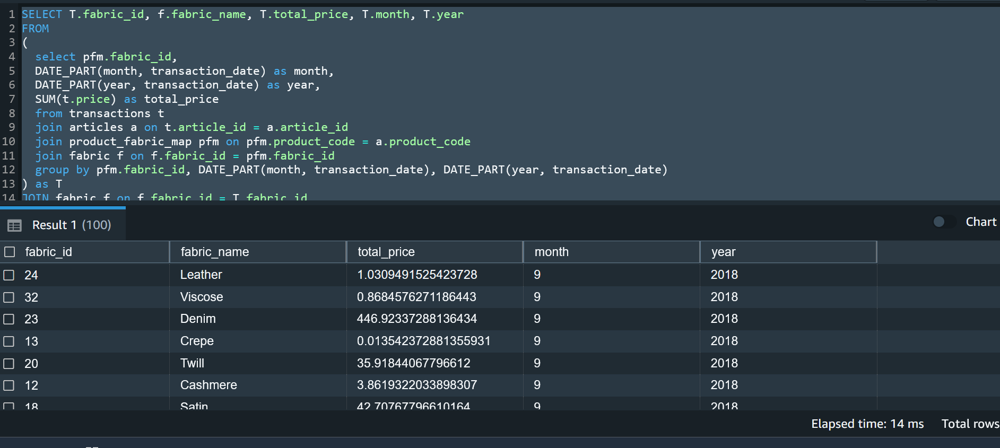 1 SELECT T.fabric_id, f.fabric_name, T.total_price, T.month, T.year
2 FROM
3 (
4 select pfm.fabric_id,
5 DATE_PART(month, transaction_date) as month,
6 DATE_PART(year, transaction_date) as year,
7 SUM(t.price) as total_price
8 from transactions t
9 join articles a on t.article_id = a.article_id
10 join product_fabric_map pfm on pfm.product_code = a.product_code
11 join fabric f on f.fabric_id = pfm.fabric_id
12 group by pfm.fabric_id, DATE_PART(month, transaction_date), DATE_PART(year, transaction_date)
13 ) as T
14 JOIN fabric f on f.fabric_id = T.fabric_id
Result 1 (100) Chart
fabric_id fabric_name total_price month year
24 Leather 1.0309491525423728 9 2018
32 Viscose 0.8684576271186443 9 2018
23 Denim 446.92337288136434 9 2018
13 Crepe 0.013542372881355931 9 2018
20 Twill 35.91844067796612 9 2018
12 Cashmere 3.8619322033898307 9 2018
18 Satin 42.70767796610164 9 2018
Elapsed time: 14 ms Total rows